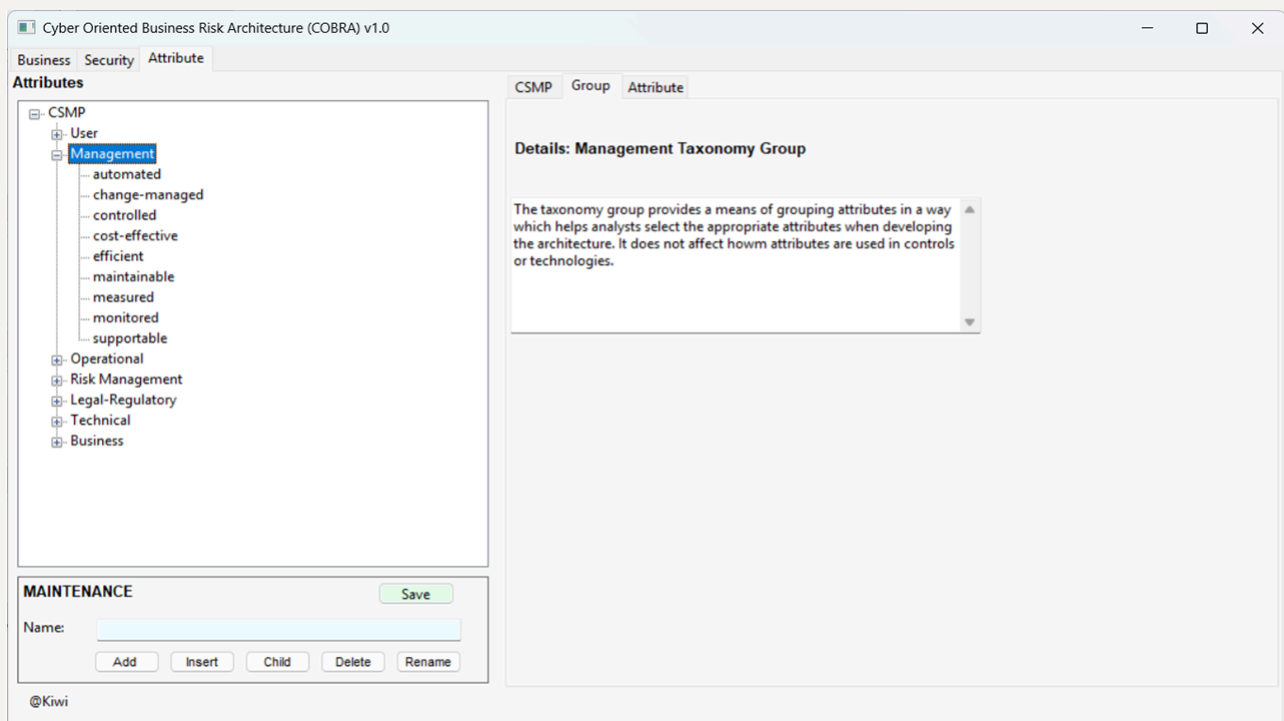 Cyber Oriented Business Risk Architecture (COBRA) v1.0
Business Security Attribute
Attributes
CSMP
User
Management
automated
change-managed
controlled
cost-effective
efficient
maintainable
measured
monitored
supportable
Operational
Risk Management
Legal-Regulatory
Technical
Business
MAINTENANCE
Save
Name:
Add Insert Child Delete Rename
@Kiwi
CSMP Group Attribute
Details: Management Taxonomy Group
The taxonomy group provides a means of grouping attributes in a way
which helps analysts select the appropriate attributes when developing
the architecture. It does not affect howm attributes are used in controls
or technologies.